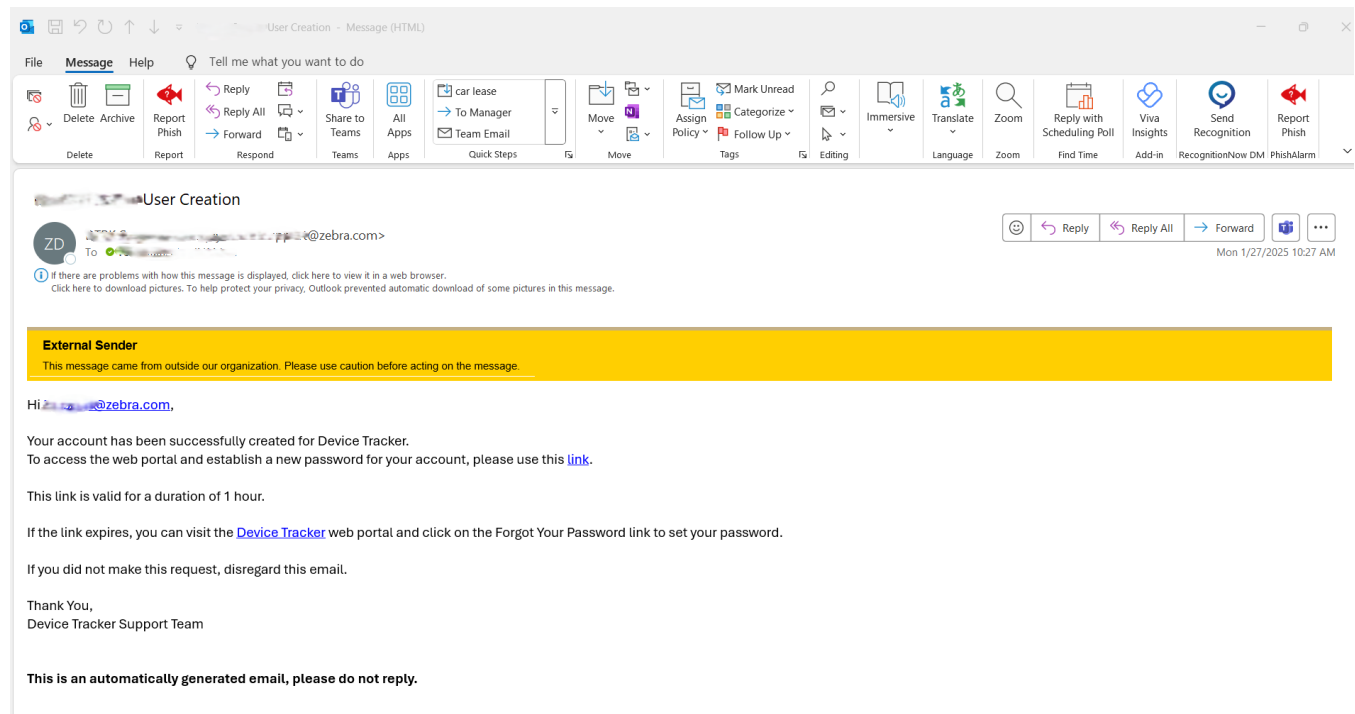 User Creation - Message (HTML)
File Message Help Tell me what you want to do
Delete Archive
Report Phish
Reply
Reply All
Forward
Share to Teams
All Apps
car lease
To Manager
Team Email
Move
Assign Policy
Mark Unread
Categorize
Follow Up
Immersive
Translate
Zoom
Reply with Scheduling Poll
Viva Insights
Send Recognition
Report Phish
Delete Report Respond Teams Apps Quick Steps Move Tags Editing Language Zoom Find Time Add-in RecognitionNow DM PhishAlarm
User Creation
ZD
@zebra.com>
To
Reply Reply All Forward
Mon 1/27/2025 10:27 AM
If there are problems with how this message is displayed, click here to view it in a web browser.
Click here to download pictures. To help protect your privacy, Outlook prevented automatic download of some pictures in this message.
External Sender
This message came from outside our organization. Please use caution before acting on the message.
Hi @zebra.com,
Your account has been successfully created for Device Tracker.
To access the web portal and establish a new password for your account, please use this link.
This link is valid for a duration of 1 hour.
If the link expires, you can visit the Device Tracker web portal and click on the Forgot Your Password link to set your password.
If you did not make this request, disregard this email.
Thank You,
Device Tracker Support Team
This is an automatically generated email, please do not reply.